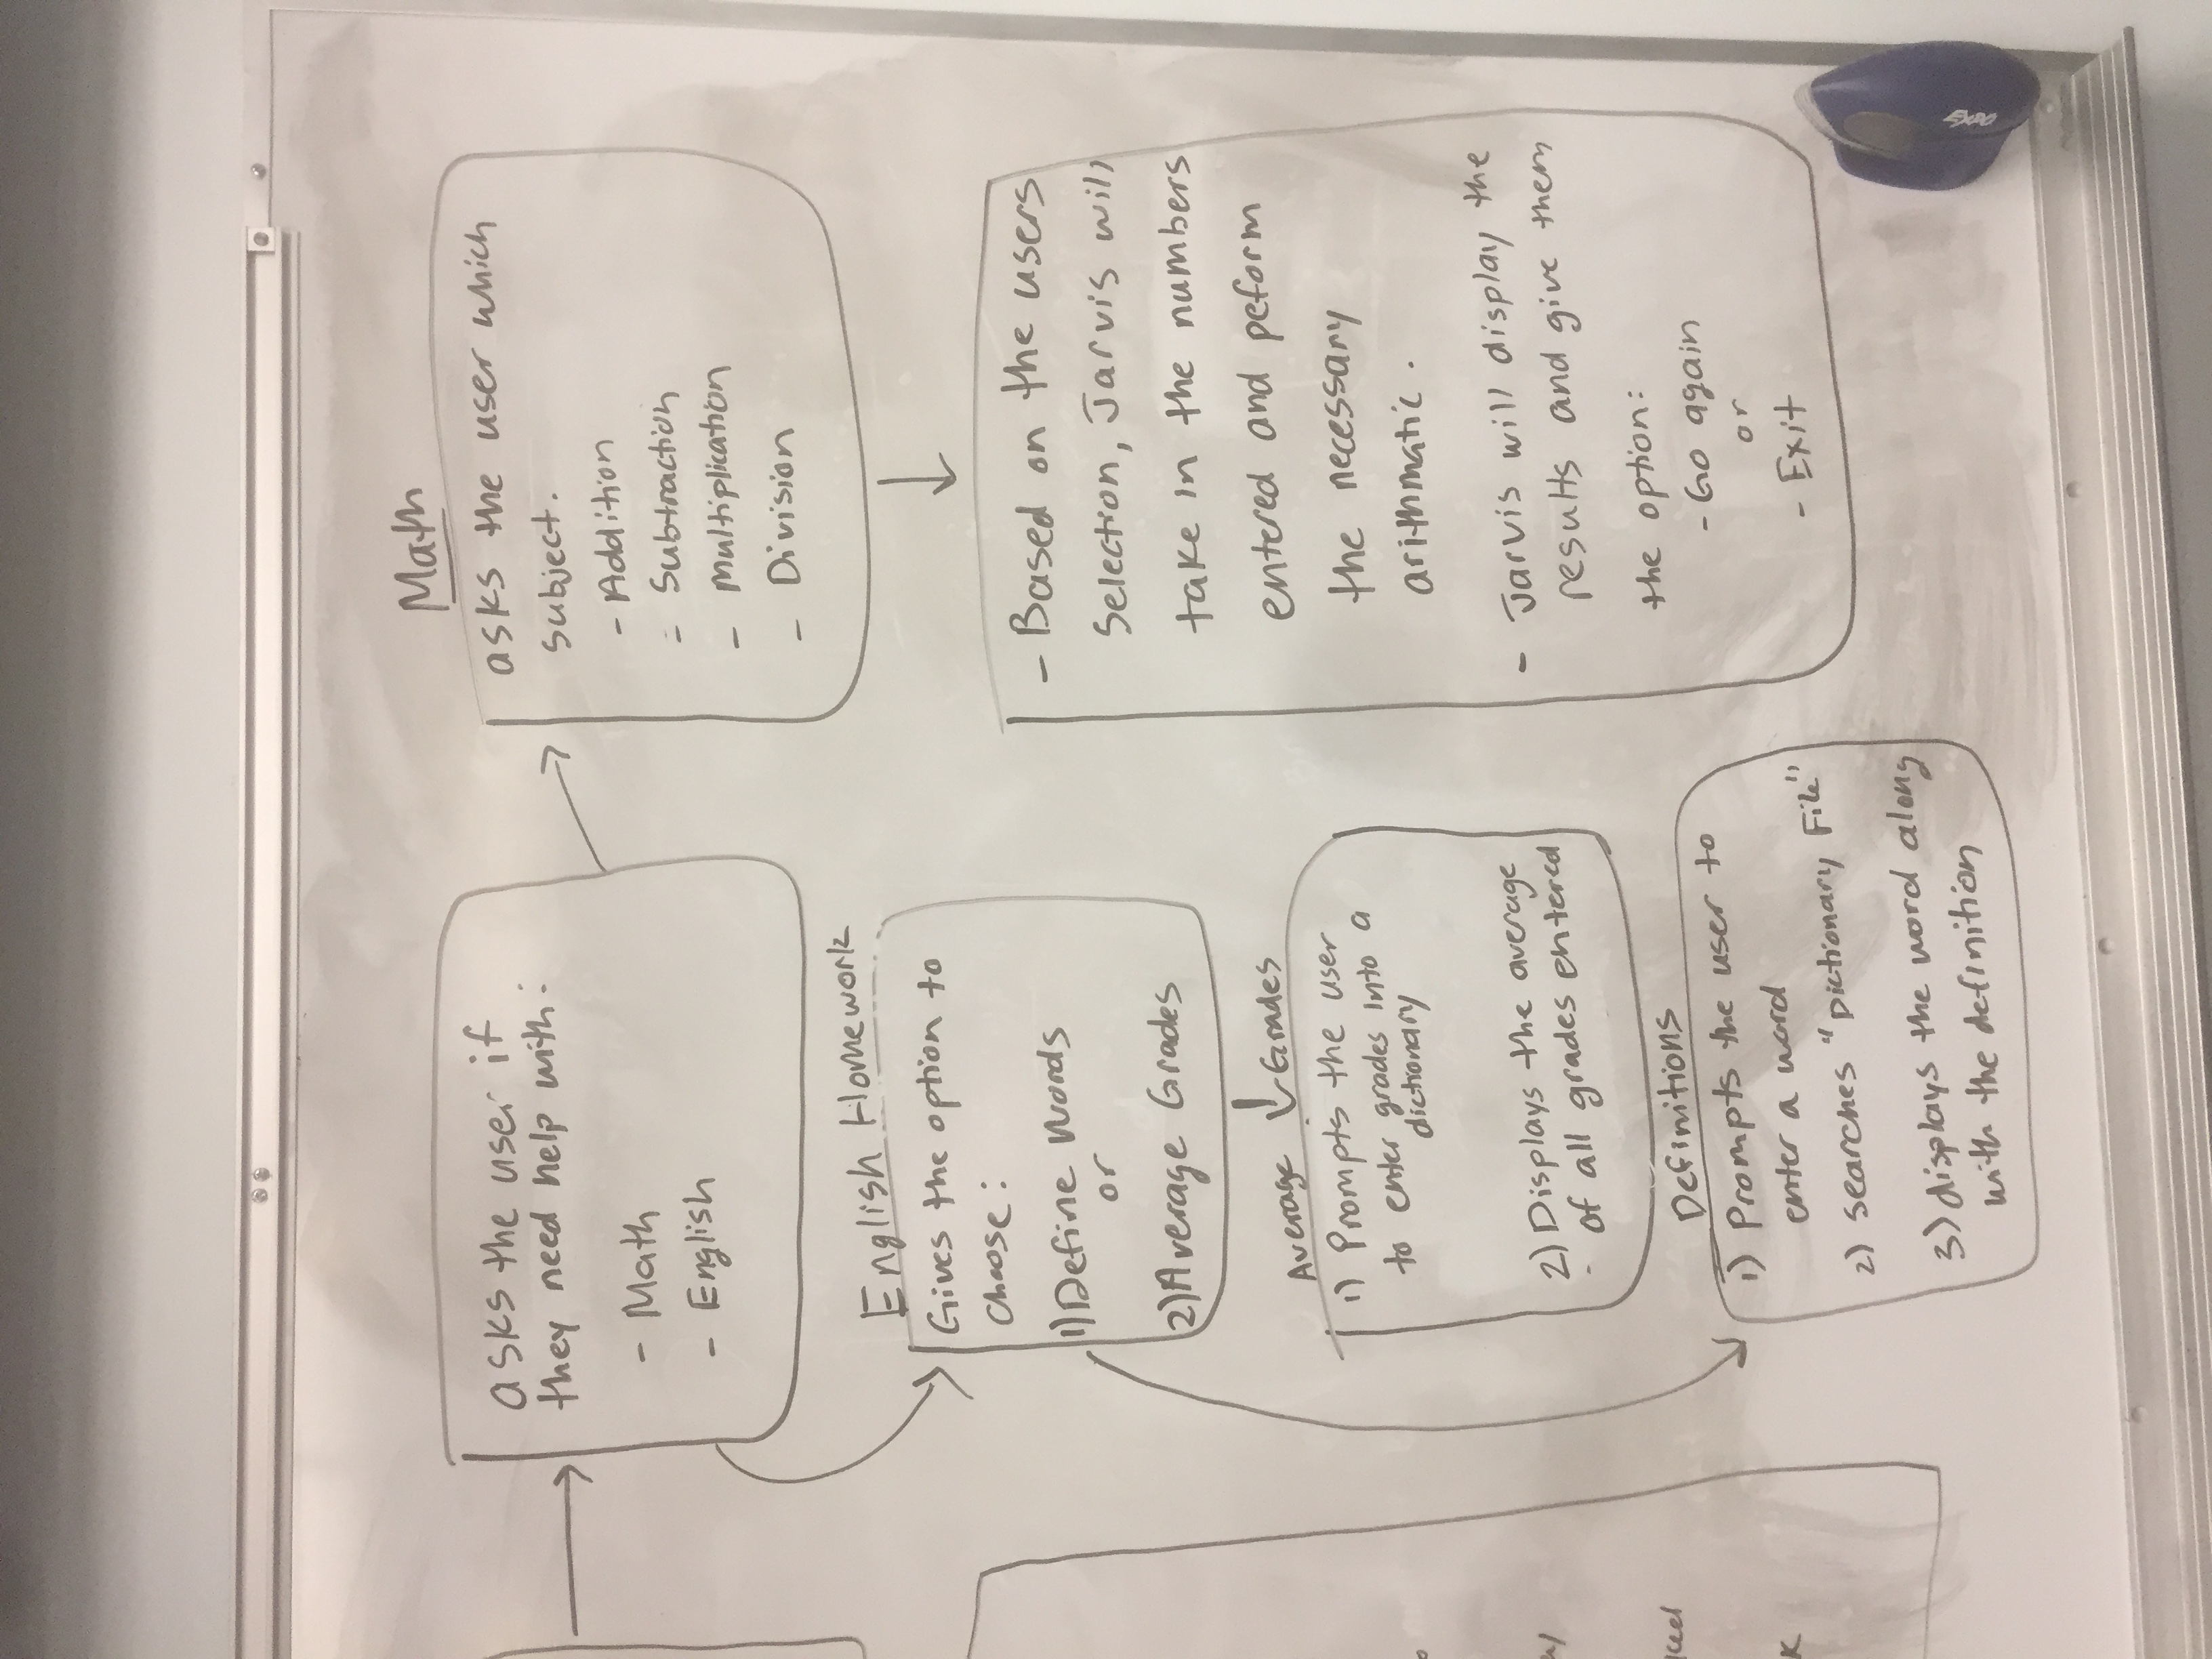 asks the user if
they need help with:
- Math
- English
English Homework
Gives the option to
choose:
1) Define Words
or
2) Average Grades
Average Grades
1) Prompts the user
to enter grades into a
dictionary
2) Displays the average
of all grades entered
Definitions
1) Prompts the user to
enter a word
2) Searches "Dictionary File"
3) displays the word along
with the definition
Math
asks the user which
subject.
- Addition
- Subtraction
- Multiplication
- Division
- Based on the users
selection, Jarvis will
take in the numbers
entered and peform
the necessary
arithmatic.
- Jarvis will display the
results and give them
the option:
- Go again
or
- Exit
EXPO